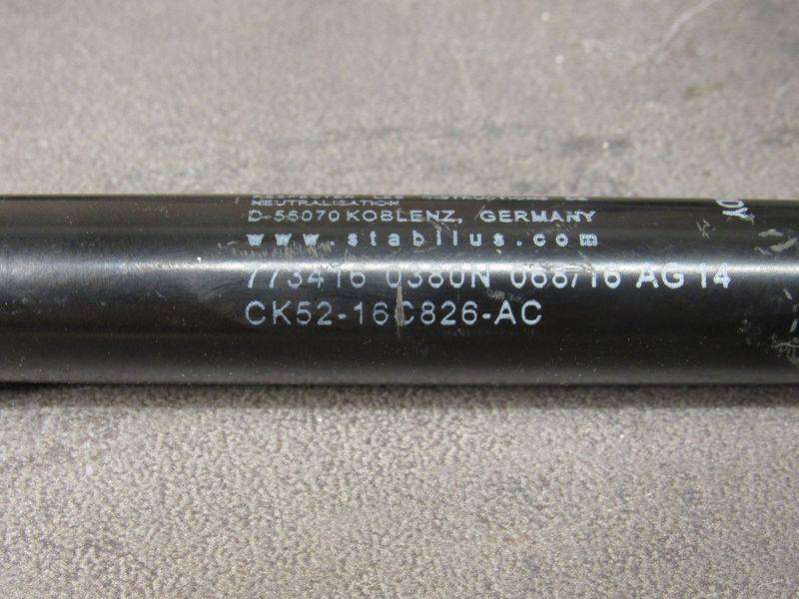 NEUTRALISATION
D-56070 KOBLENZ, GERMANY
www.stabilus.com
773416 0380N 068/16 AG 14
CK52-16C826-AC